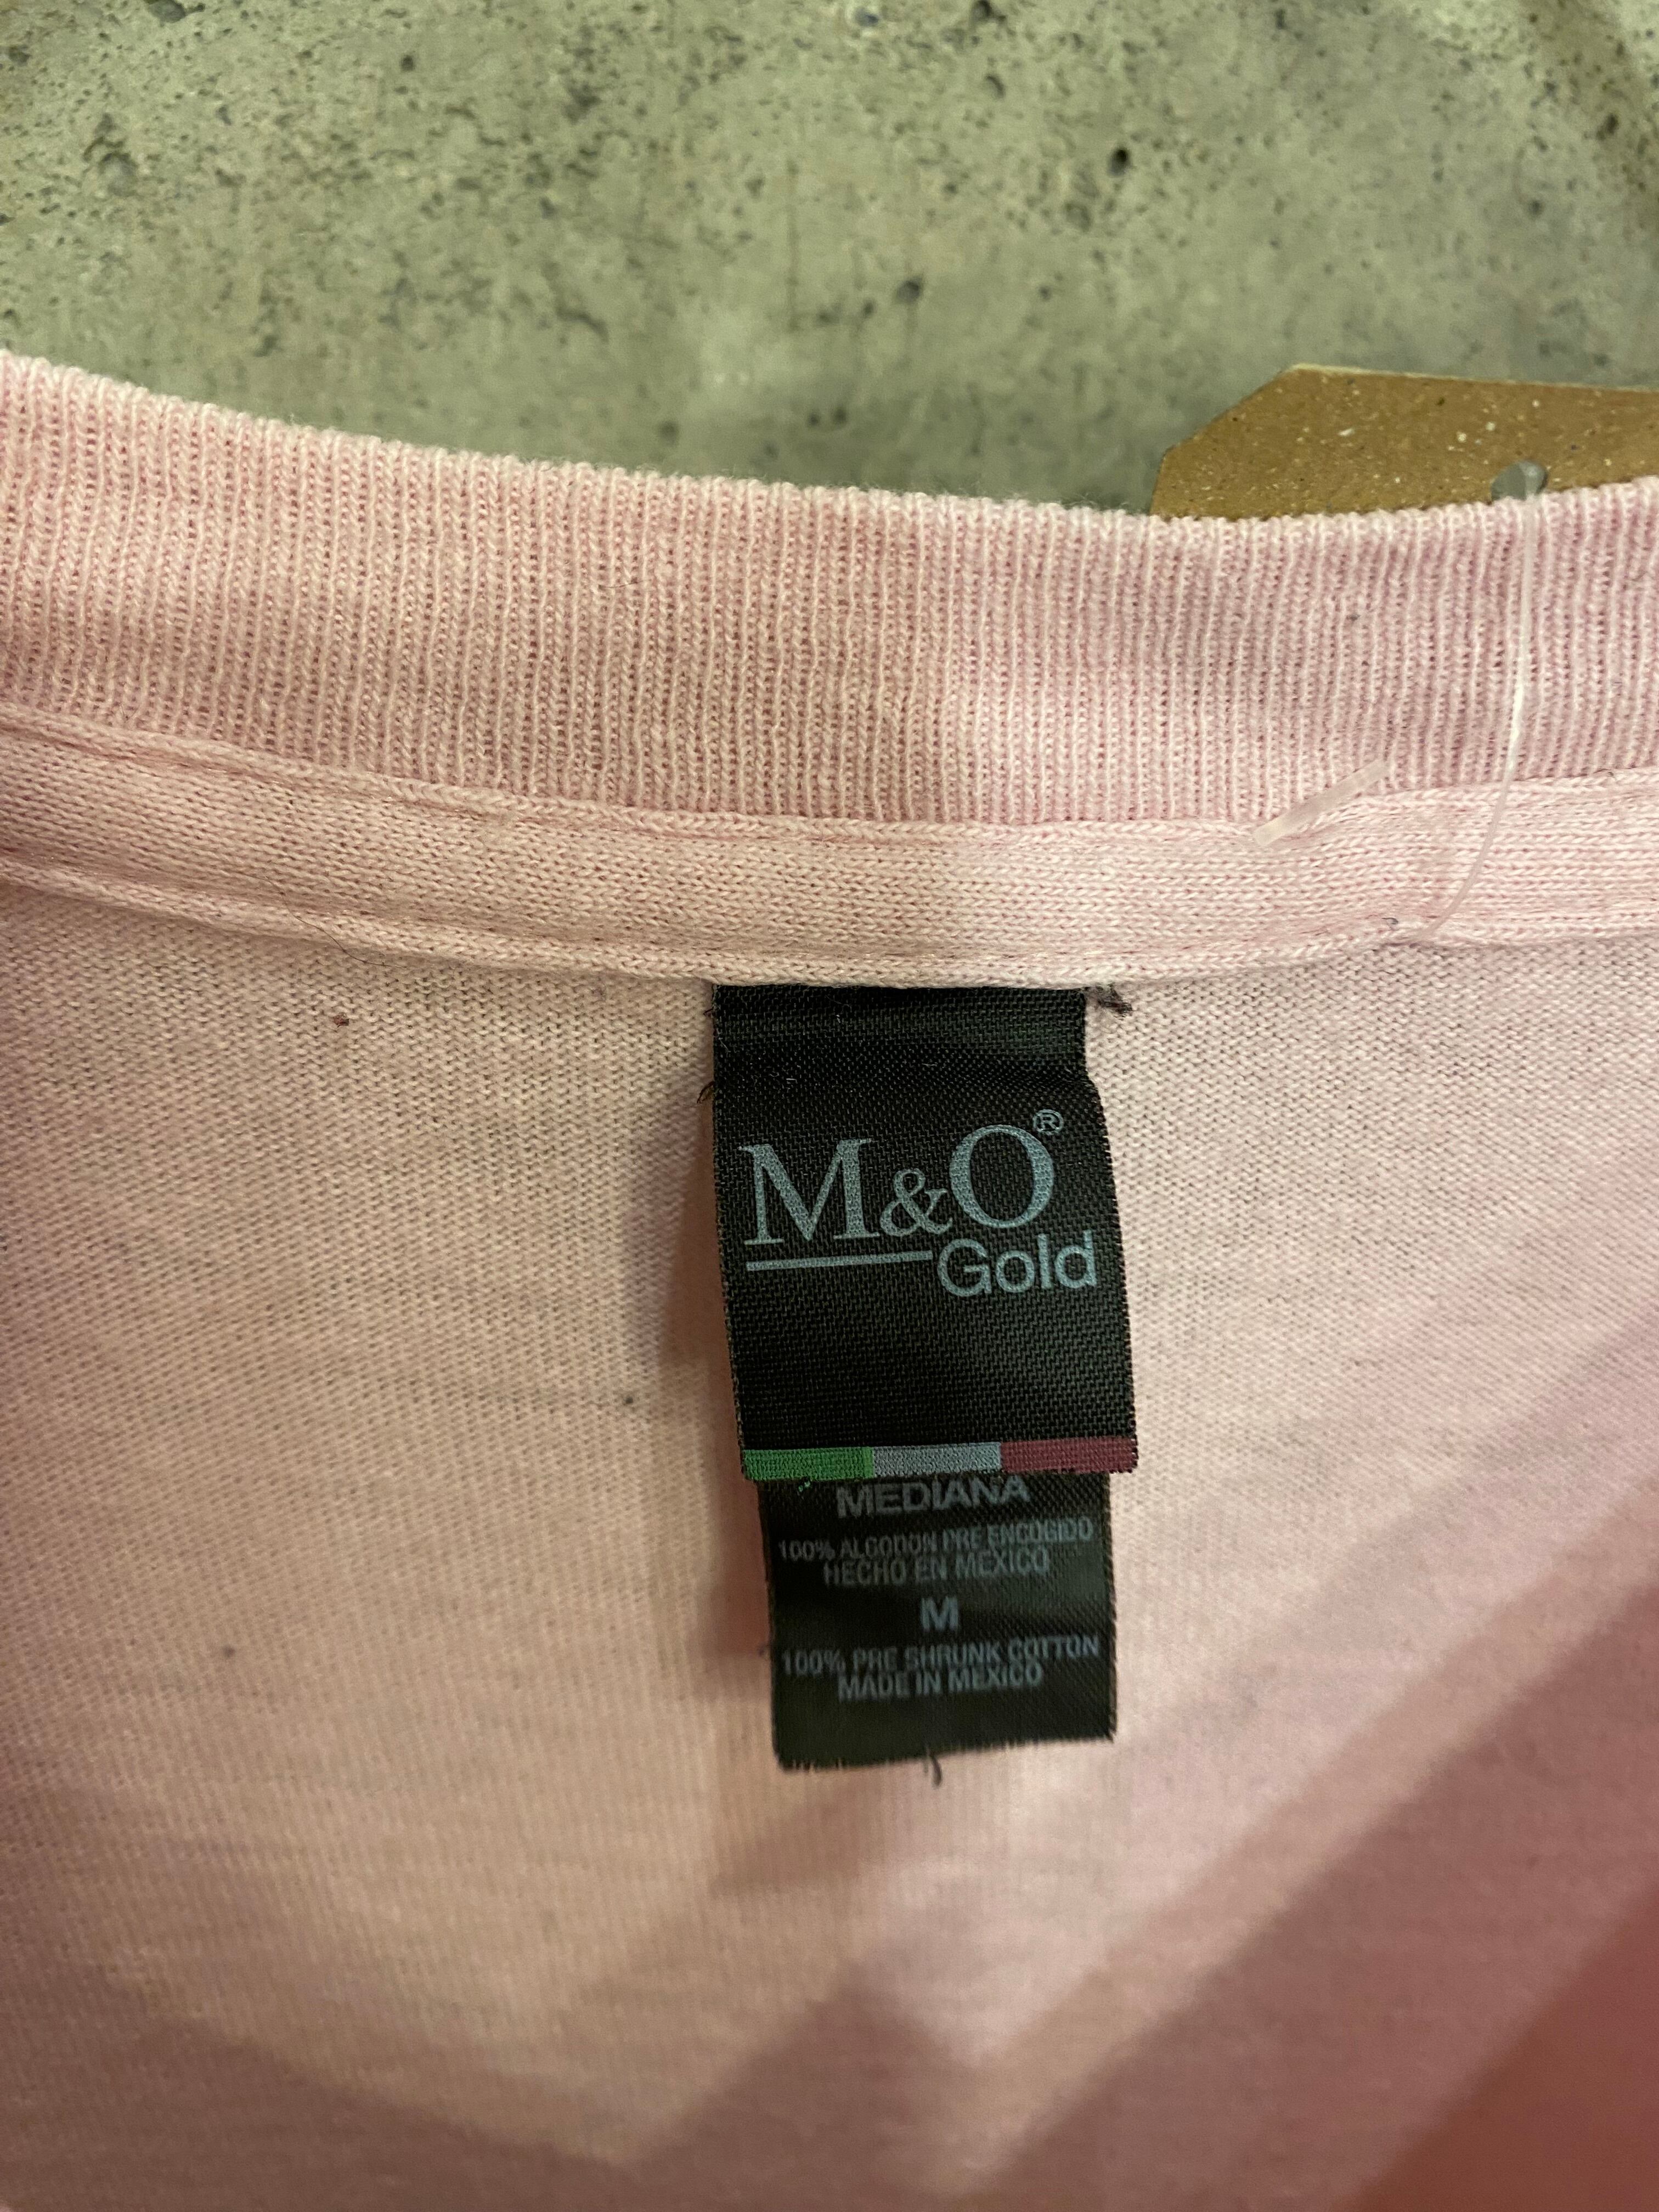 M&O®
Gold
MEDIANA
100% ALGODON PRE ENCOGIDO
HECHO EN MEXICO
M
100% PRE SHRUNK COTTON
MADE IN MEXICO